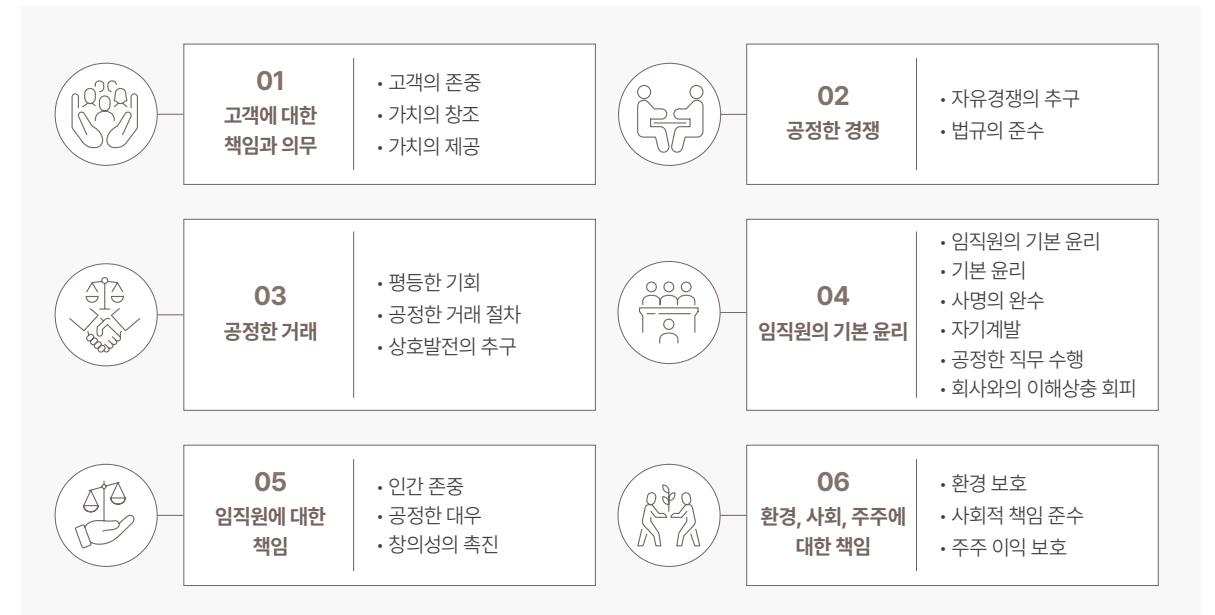 01
고객에 대한
책임과 의무
• 고객의 존중
• 가치의 창조
• 가치의 제공
02
공정한 경쟁
• 자유경쟁의 추구
• 법규의 준수
03
공정한 거래
• 평등한 기회
• 공정한 거래 절차
• 상호발전의 추구
04
임직원의 기본 윤리
• 임직원의 기본 윤리
• 기본 윤리
• 사명의 완수
• 자기계발
• 공정한 직무 수행
• 회사와의 이해상충 회피
05
임직원에 대한
책임
• 인간 존중
• 공정한 대우
• 창의성의 촉진
06
환경, 사회, 주주에
대한 책임
• 환경 보호
• 사회적 책임 준수
• 주주 이익 보호